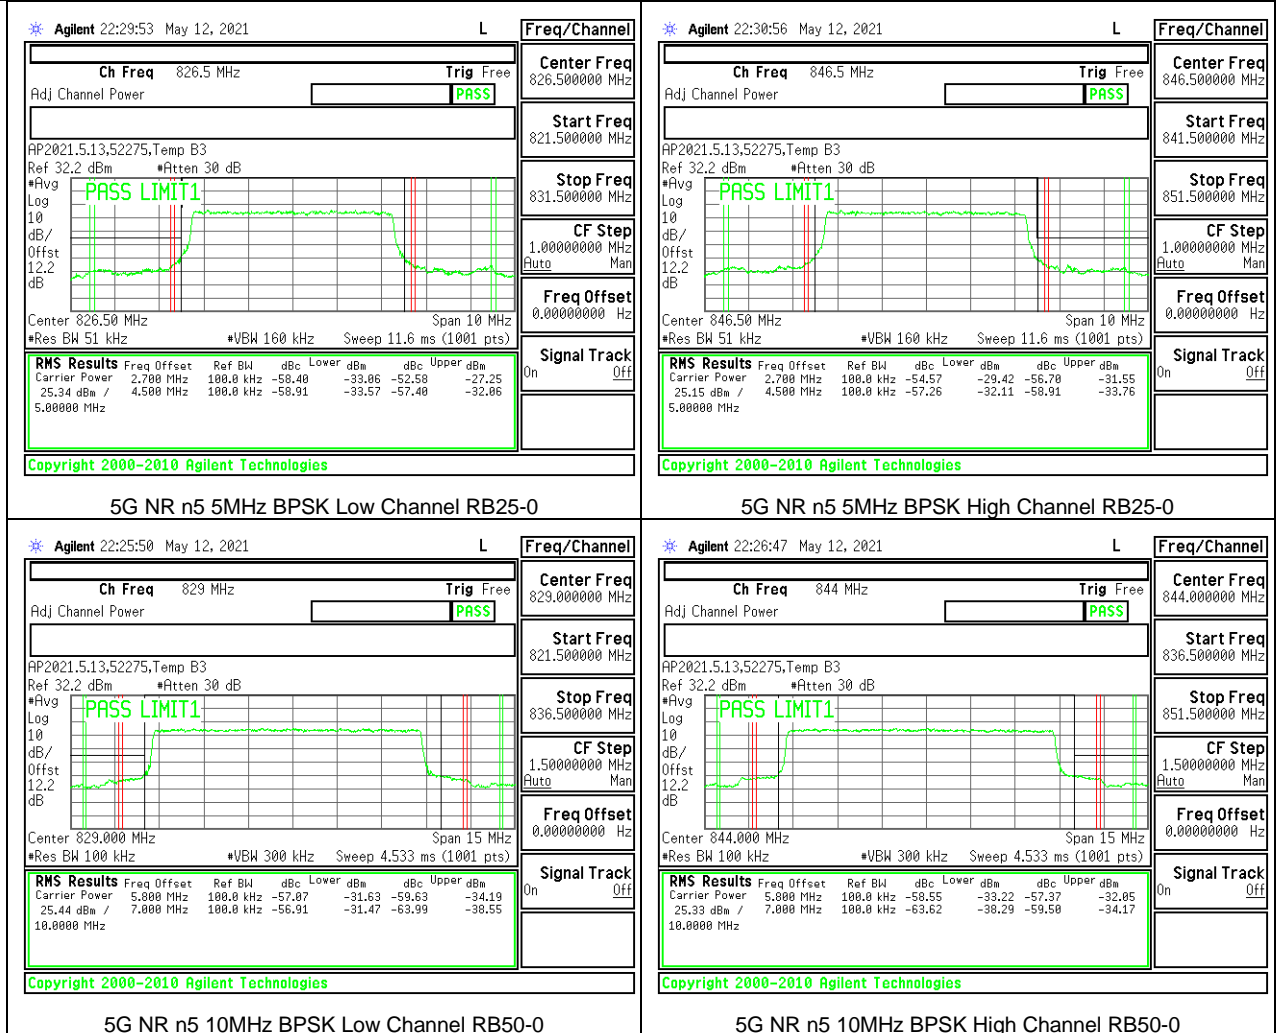 Agilent 22:29:53 May 12, 2021 L
Freq/Channel
Ch Freq 826.5 MHz Trig Free
Center Freq
826.500000 MHz
Adj Channel Power PASS
Start Freq
821.500000 MHz
AP2021.5.13,52275,Temp B3
Ref 32.2 dBm #Atten 30 dB
#Avg
Log
10
dB/
Offst
12.2
dB
PASS LIMIT1
Stop Freq
831.500000 MHz
CF Step
1.00000000 MHz
Auto Man
Freq Offset
0.00000000 Hz
Center 826.50 MHz Span 10 MHz
#Res BW 51 kHz #VBW 160 kHz Sweep 11.6 ms (1001 pts)
Signal Track
On Off
RMS Results Freq Offset Ref BW dBc Lower dBm dBc Upper dBm
Carrier Power 2.700 MHz 100.0 kHz -58.40 -33.06 -52.58 -27.25
25.34 dBm / 4.500 MHz 100.0 kHz -58.91 -33.57 -57.40 -32.06
5.00000 MHz
Copyright 2000-2010 Agilent Technologies
5G NR n5 5MHz BPSK Low Channel RB25-0
Agilent 22:30:56 May 12, 2021 L
Freq/Channel
Ch Freq 846.5 MHz Trig Free
Center Freq
846.500000 MHz
Adj Channel Power PASS
Start Freq
841.500000 MHz
AP2021.5.13,52275,Temp B3
Ref 32.2 dBm #Atten 30 dB
#Avg
Log
10
dB/
Offst
12.2
dB
PASS LIMIT1
Stop Freq
851.500000 MHz
CF Step
1.00000000 MHz
Auto Man
Freq Offset
0.00000000 Hz
Center 846.50 MHz Span 10 MHz
#Res BW 51 kHz #VBW 160 kHz Sweep 11.6 ms (1001 pts)
Signal Track
On Off
RMS Results Freq Offset Ref BW dBc Lower dBm dBc Upper dBm
Carrier Power 2.700 MHz 100.0 kHz -54.57 -29.42 -56.70 -31.55
25.15 dBm / 4.500 MHz 100.0 kHz -57.26 -32.11 -58.91 -33.76
5.00000 MHz
Copyright 2000-2010 Agilent Technologies
5G NR n5 5MHz BPSK High Channel RB25-0
Agilent 22:25:50 May 12, 2021 L
Freq/Channel
Ch Freq 829 MHz Trig Free
Center Freq
829.000000 MHz
Adj Channel Power PASS
Start Freq
821.500000 MHz
AP2021.5.13,52275,Temp B3
Ref 32.2 dBm #Atten 30 dB
#Avg
Log
10
dB/
Offst
12.2
dB
PASS LIMIT1
Stop Freq
836.500000 MHz
CF Step
1.50000000 MHz
Auto Man
Freq Offset
0.00000000 Hz
Center 829.000 MHz Span 15 MHz
#Res BW 100 kHz #VBW 300 kHz Sweep 4.533 ms (1001 pts)
Signal Track
On Off
RMS Results Freq Offset Ref BW dBc Lower dBm dBc Upper dBm
Carrier Power 5.800 MHz 100.0 kHz -57.07 -31.63 -59.63 -34.19
25.44 dBm / 7.000 MHz 100.0 kHz -56.91 -31.47 -63.99 -38.55
10.0000 MHz
Copyright 2000-2010 Agilent Technologies
5G NR n5 10MHz BPSK Low Channel RB50-0
Agilent 22:26:47 May 12, 2021 L
Freq/Channel
Ch Freq 844 MHz Trig Free
Center Freq
844.000000 MHz
Adj Channel Power PASS
Start Freq
836.500000 MHz
AP2021.5.13,52275,Temp B3
Ref 32.2 dBm #Atten 30 dB
#Avg
Log
10
dB/
Offst
12.2
dB
PASS LIMIT1
Stop Freq
851.500000 MHz
CF Step
1.50000000 MHz
Auto Man
Freq Offset
0.00000000 Hz
Center 844.000 MHz Span 15 MHz
#Res BW 100 kHz #VBW 300 kHz Sweep 4.533 ms (1001 pts)
Signal Track
On Off
RMS Results Freq Offset Ref BW dBc Lower dBm dBc Upper dBm
Carrier Power 5.800 MHz 100.0 kHz -58.55 -33.22 -57.37 -32.05
25.33 dBm / 7.000 MHz 100.0 kHz -63.62 -38.29 -59.50 -34.17
10.0000 MHz
Copyright 2000-2010 Agilent Technologies
5G NR n5 10MHz BPSK High Channel RB50-0